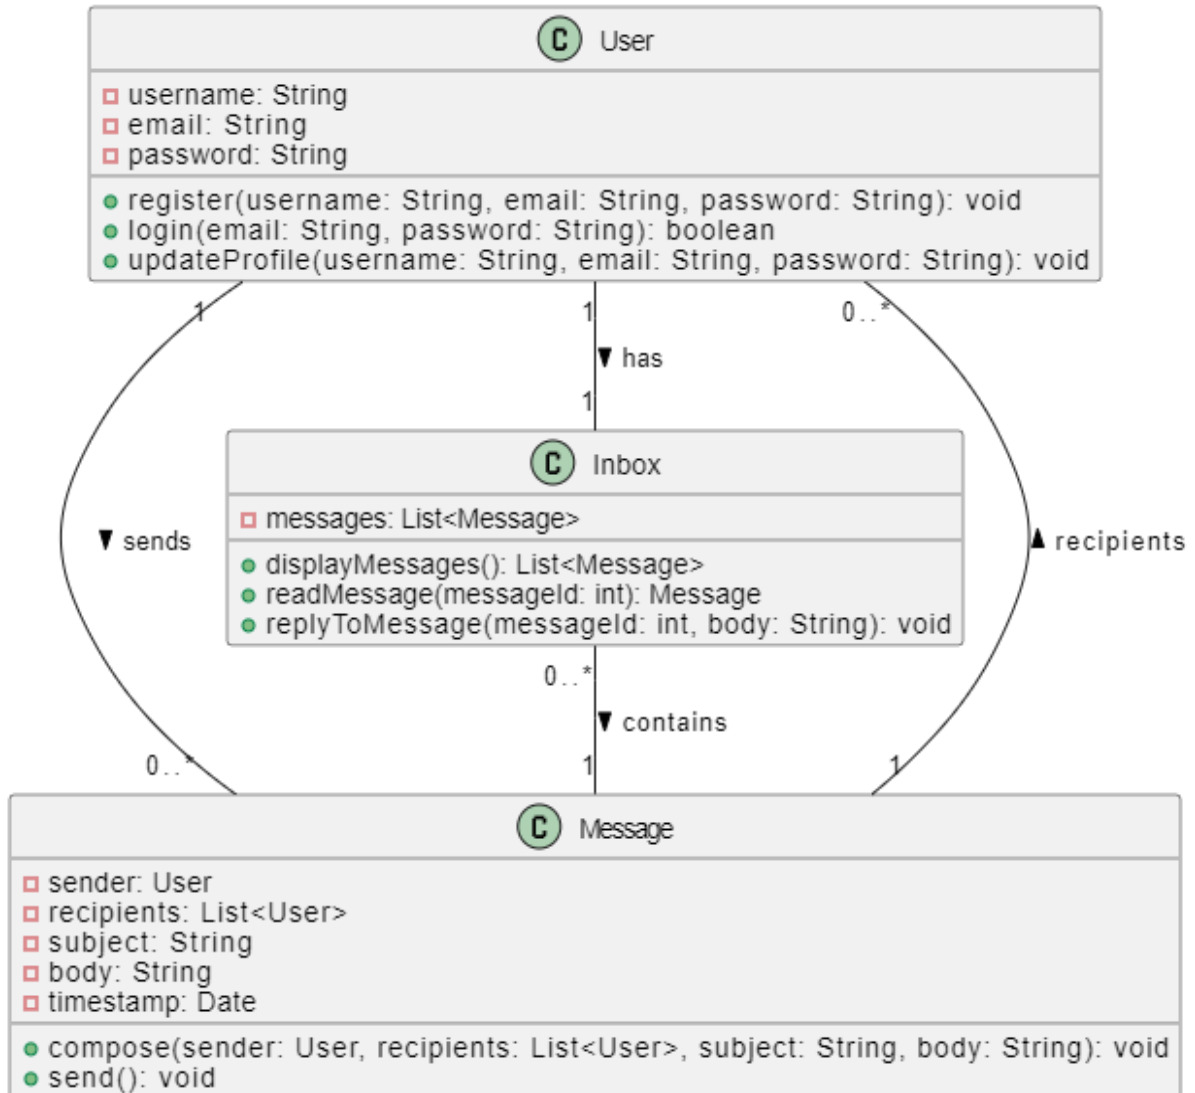 C User
username: String
email: String
password: String
register(username: String, email: String, password: String): void
login(email: String, password: String): boolean
updateProfile(username: String, email: String, password: String): void
1
1
0..*
has
1
C Inbox
messages: List<Message>
displayMessages(): List<Message>
readMessage(messageId: int): Message
replyToMessage(messageId: int, body: String): void
sends
recipients
0..*
contains
0..*
1
1
C Message
sender: User
recipients: List<User>
subject: String
body: String
timestamp: Date
compose(sender: User, recipients: List<User>, subject: String, body: String): void
send(): void